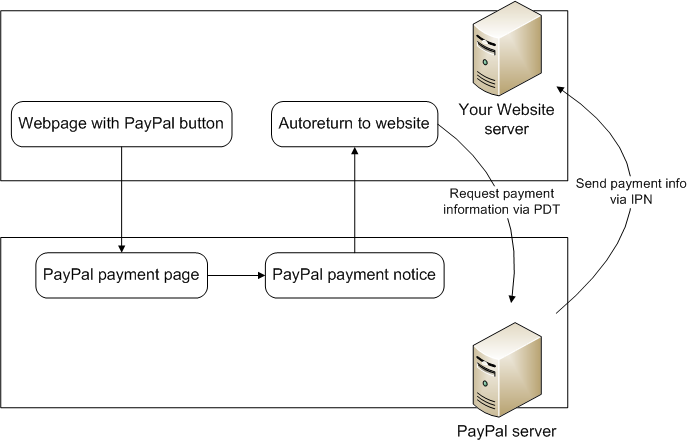 Your Website
server
Webpage with PayPal button
Autoreturn to website
Request payment
information via PDT
Send payment info
via IPN
PayPal payment page
PayPal payment notice
PayPal server